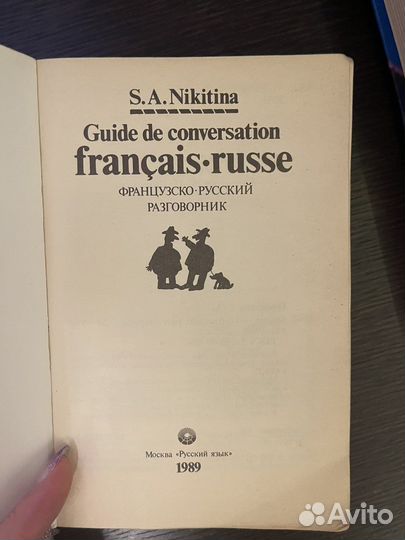 S.A.Nikitina
Guide de conversation
français·russe
ФРАНЦУЗСКО·РУССКИЙ
РАЗГОВОРНИК
Москва «Русский язык»
1989
Avito